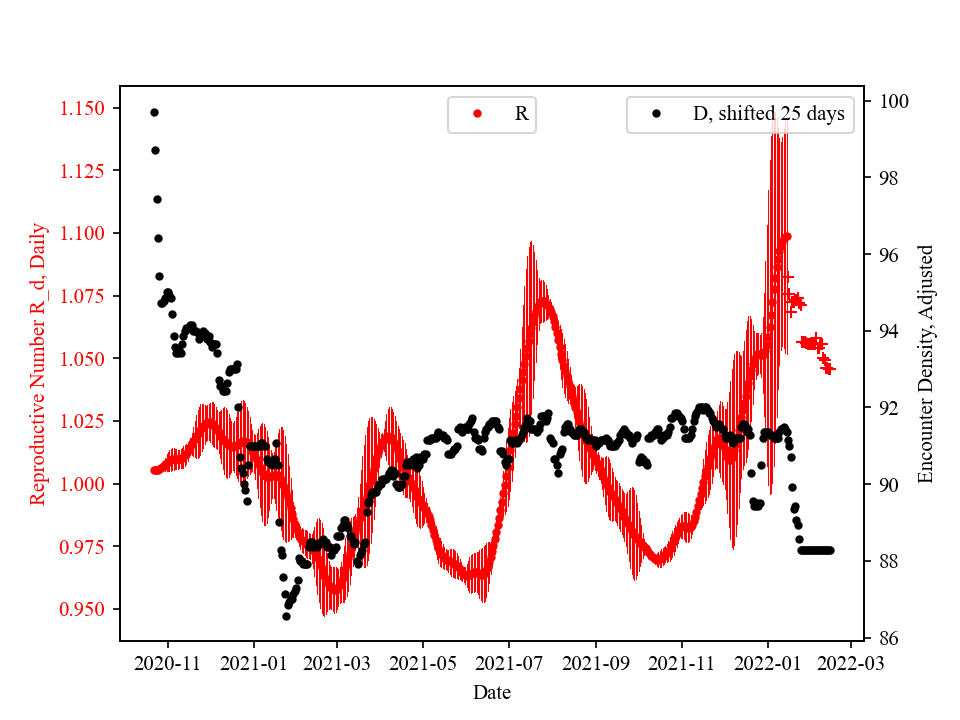 R
D, shifted 25 days
Reproductive Number R_d, Daily
1.150
1.125
1.100
1.075
1.050
1.025
1.000
0.975
0.950
100
98
96
94
92
90
88
86
Encounter Density, Adjusted
2020-11 2021-01 2021-03 2021-05 2021-07 2021-09 2021-11 2022-01 2022-03
Date